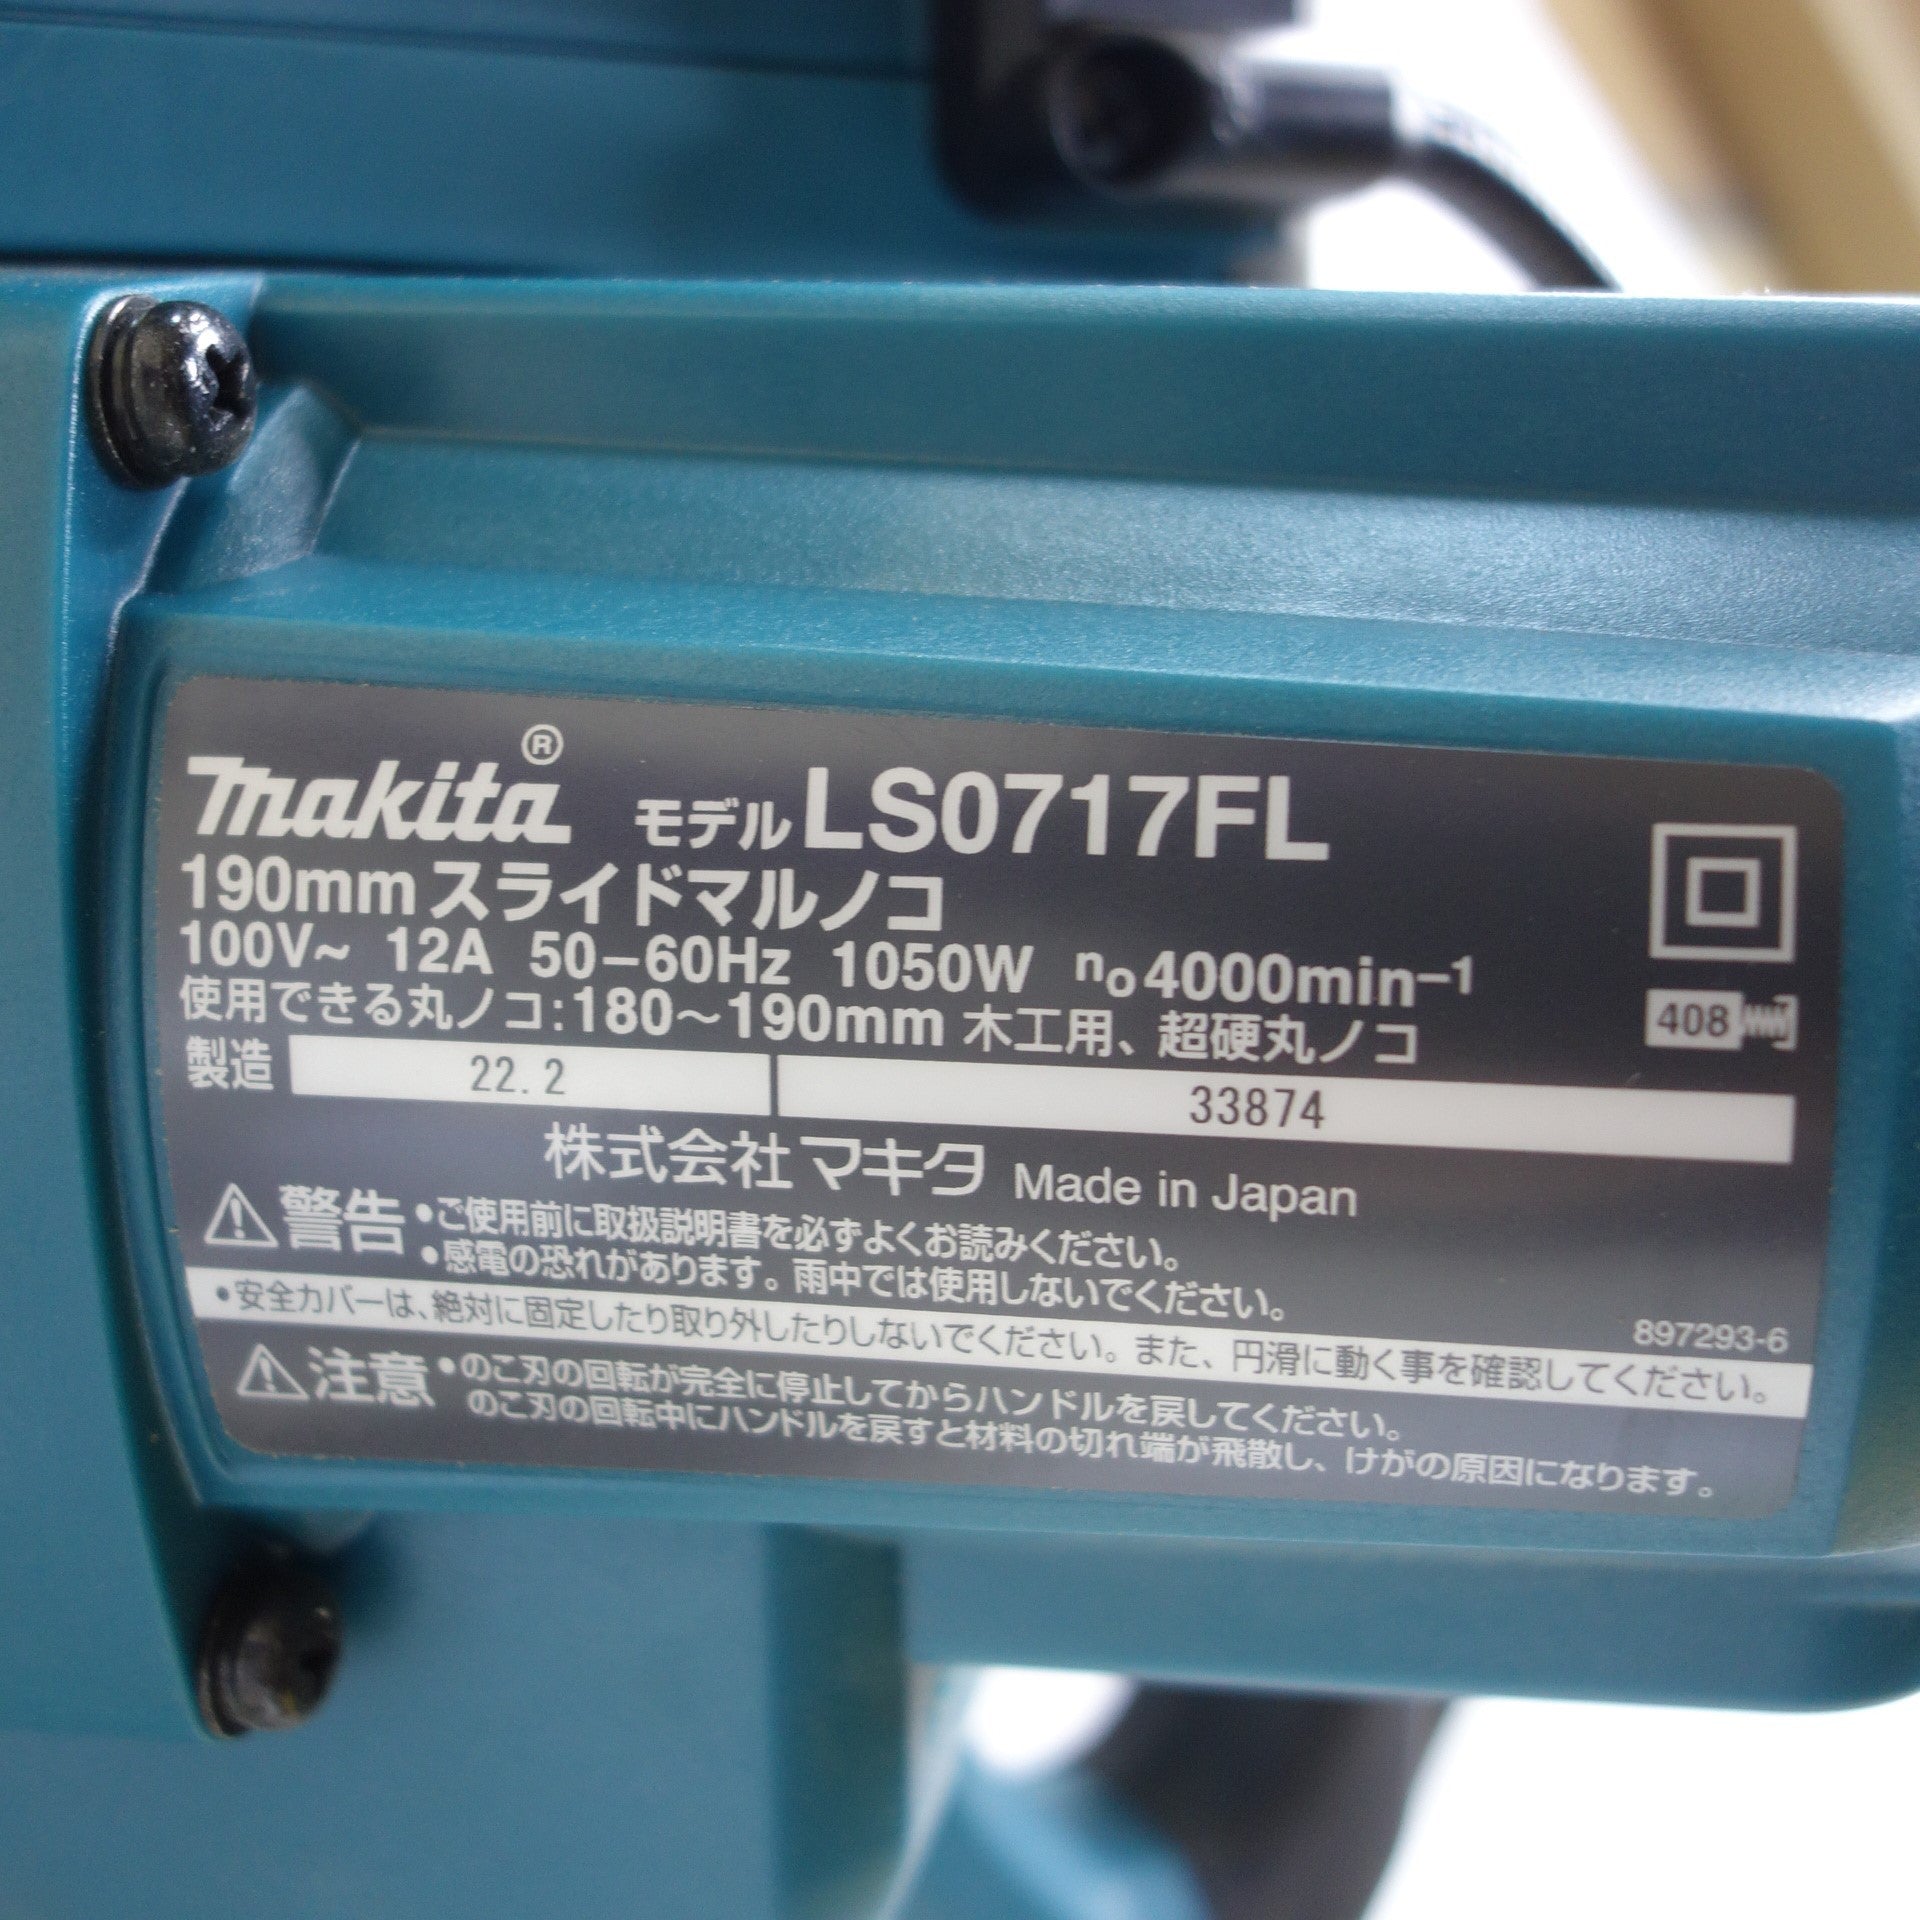 makita® モデル LS0717FL
190mm スライドマルノコ
100V~ 12A 50-60Hz 1050W no 4000min-1
使用できる丸ノコ:180~190mm 木工用、超硬丸ノコ
408
製造 22.2 33874
株式会社マキタ Made in Japan
警告 •ご使用前に取扱説明書を必ずよくお読みください。
•感電の恐れがあります。雨中では使用しないでください。
897293-6
•安全カバーは、絶対に固定したり取り外したりしないでください。また、円滑に動く事を確認してください。
注意 •のこ刃の回転が完全に停止してからハンドルを戻してください。
のこ刃の回転中にハンドルを戻すと材料の切れ端が飛散し、けがの原因になります。